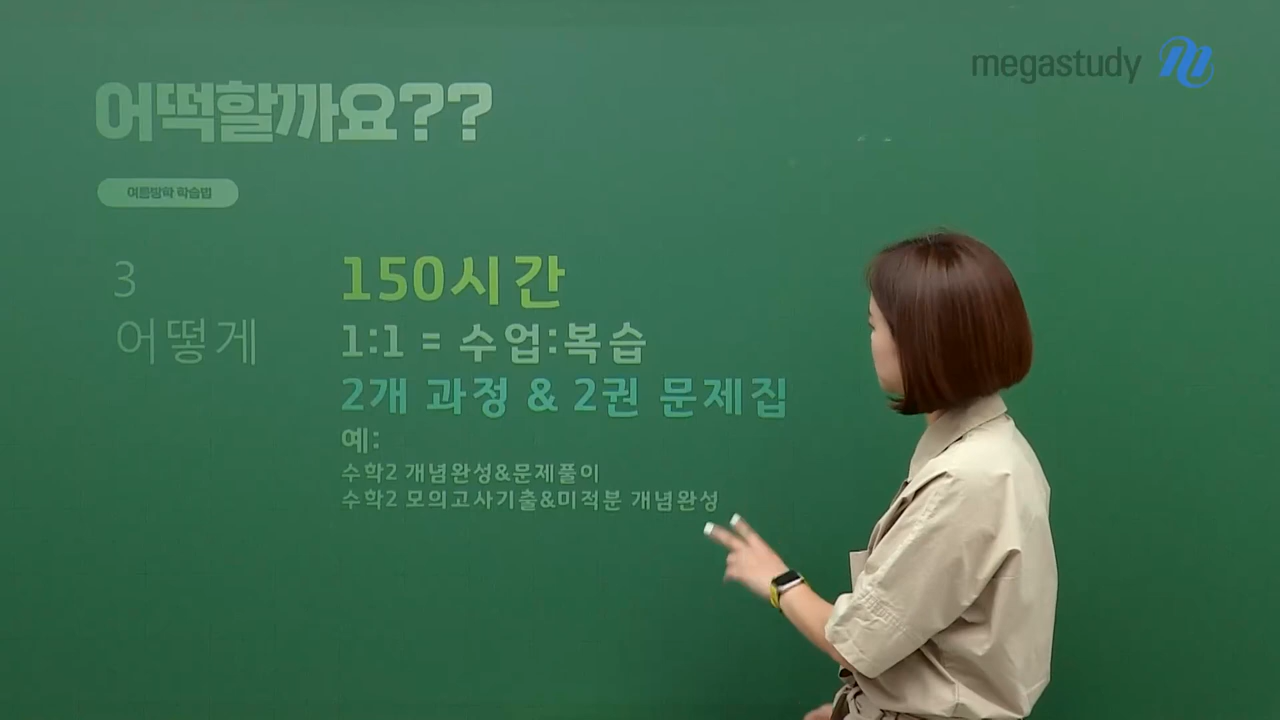 megastudy
어떡할까요??
여름방학 학습법
3
어떻게
150시간
1:1 = 수업:복습
2개 과정 & 2권 문제집
예:
수학2 개념완성&문제풀이
수학2 모의고사기출&미적분 개념완성